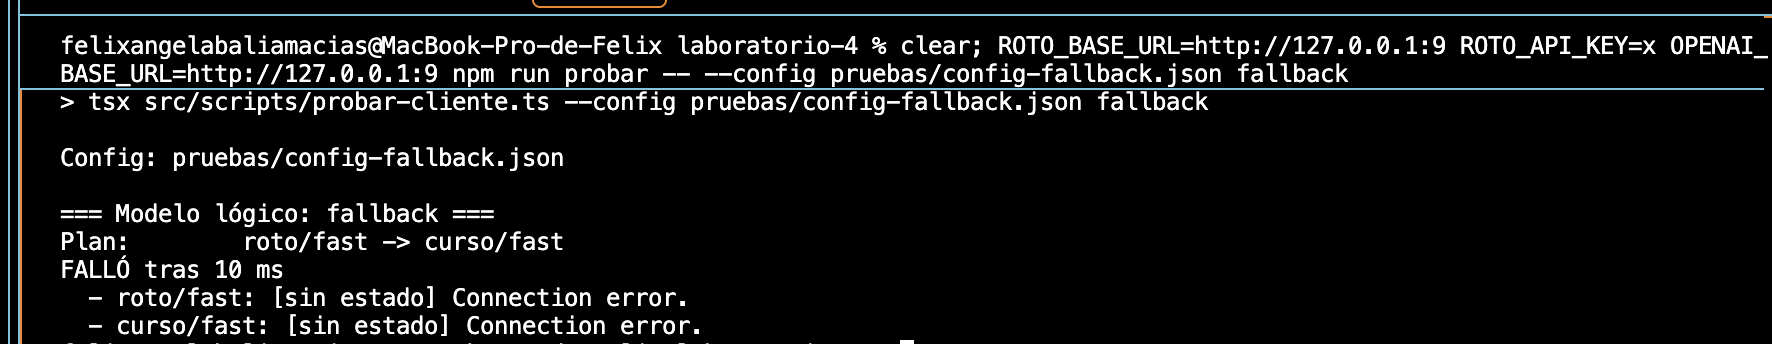 felixangelabaliamacias@MacBook-Pro-de-Felix laboratorio-4 % clear; ROTO_BASE_URL=http://127.0.0.1:9 ROTO_API_KEY=x OPENAI_
BASE_URL=http://127.0.0.1:9 npm run probar -- --config pruebas/config-fallback.json fallback
> tsx src/scripts/probar-cliente.ts --config pruebas/config-fallback.json fallback
Config: pruebas/config-fallback.json
=== Modelo lógico: fallback ===
Plan: roto/fast -> curso/fast
FALLÓ tras 10 ms
- roto/fast: [sin estado] Connection error.
- curso/fast: [sin estado] Connection error.